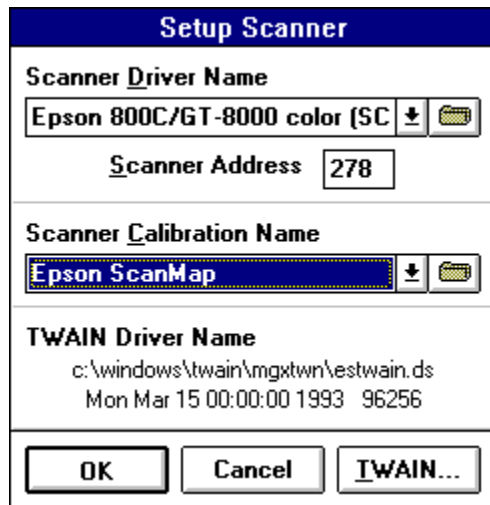 Setup Scanner
Scanner Driver Name
Epson 800C/GT-8000 color (SC
Scanner Address 278
Scanner Calibration Name
Epson ScanMap
TWAIN Driver Name
c:\windows\twain\mgxtwn\estwain.ds
Mon Mar 15 00:00:00 1993 96256
OK Cancel TWAIN...